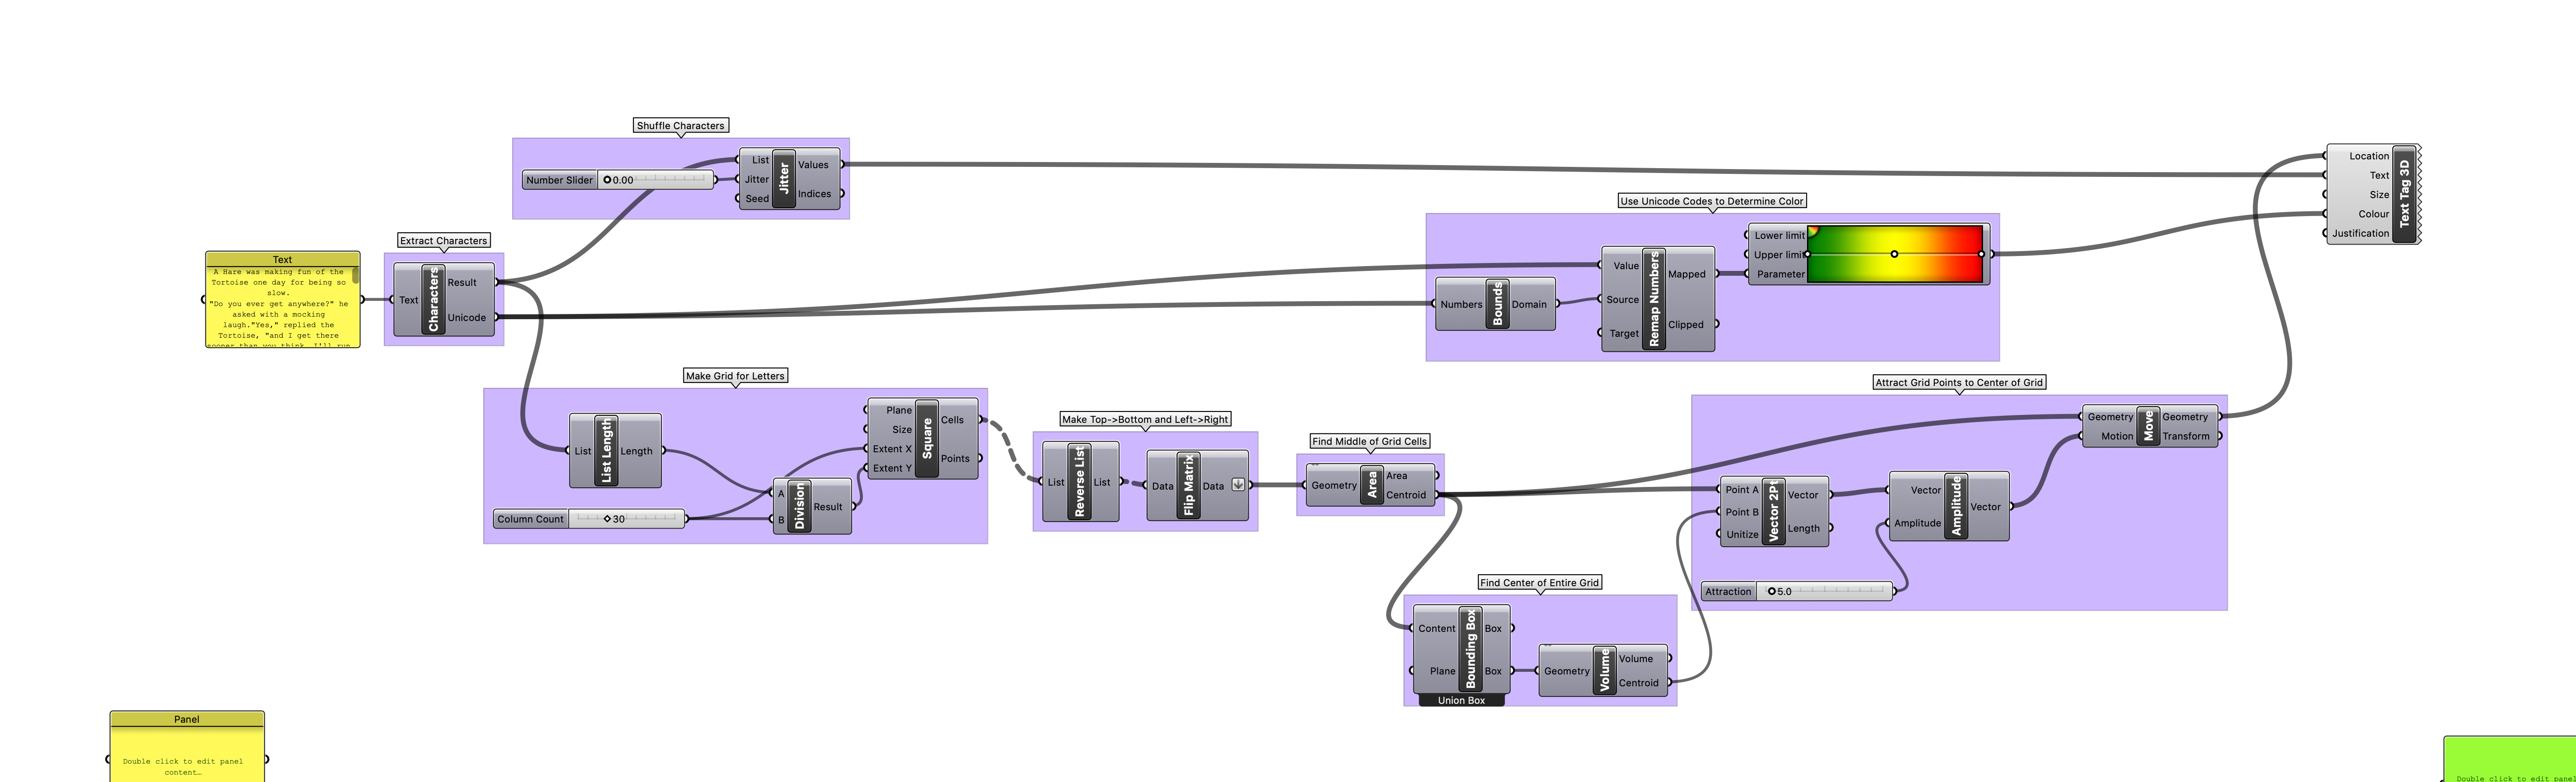 Shuffle Characters
Number Slider
0.00
List
Jitter
Seed
Jitter
Values
Indices
Extract Characters
Text
A Hare was making fun of the
Tortoise one day for being so
slow.
"Do you ever get anywhere?" he
asked with a mocking
laugh."Yes," replied the
Tortoise, "and I get there
sooner than you think. I'll run
Text
Characters
Result
Unicode
Use Unicode Codes to Determine Color
Numbers
Bounds
Domain
Value
Source
Target
Remap Numbers
Mapped
Clipped
Lower limit
Upper limit
Parameter
Location
Text
Size
Colour
Justification
Text Tag 3D
Make Grid for Letters
List
List Length
Length
Column Count
30
A
B
Division
Result
Plane
Size
Extent X
Extent Y
Square
Cells
Points
Make Top->Bottom and Left->Right
List
Reverse List
List
Data
Flip Matrix
Data
Find Middle of Grid Cells
Geometry
Area
Area
Centroid
Find Center of Entire Grid
Content
Plane
Bounding Box
Box
Box
Union Box
Geometry
Volume
Volume
Centroid
Attract Grid Points to Center of Grid
Point A
Point B
Unitize
Vector 2Pt
Vector
Length
Attraction
5.0
Vector
Amplitude
Amplitude
Vector
Geometry
Motion
Move
Geometry
Transform
Panel
Double click to edit panel
content…
Double click to edit panel